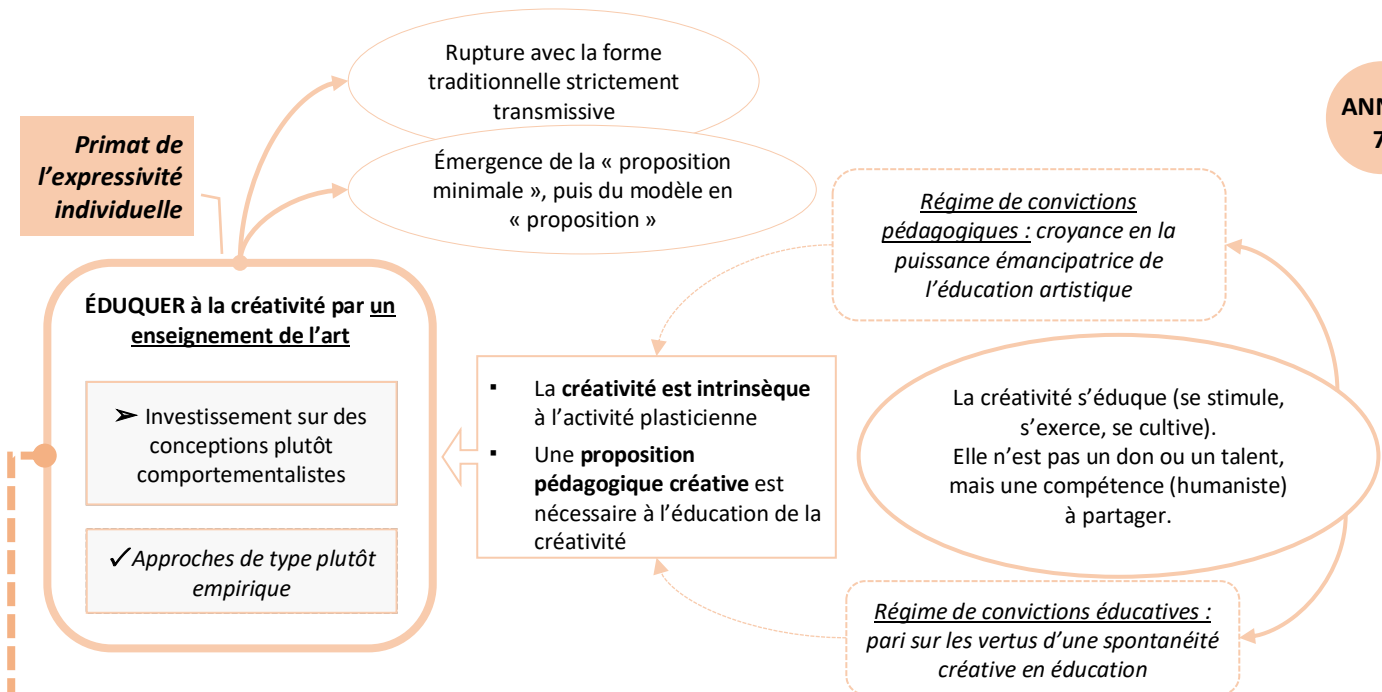 Rupture avec la forme
traditionnelle strictement
transmissive
ANN
7
Primat de
l’expressivité
individuelle
Émergence de la « proposition
minimale », puis du modèle en
« proposition »
Régime de convictions
pédagogiques : croyance en la
puissance émancipatrice de
l’éducation artistique
ÉDUQUER à la créativité par un
enseignement de l’art
➢ Investissement sur des
conceptions plutôt
comportementalistes
✓ Approches de type plutôt
empirique
▪ La créativité est intrinsèque
à l’activité plasticienne
▪ Une proposition
pédagogique créative est
nécessaire à l’éducation de la
créativité
La créativité s’éduque (se stimule,
s’exerce, se cultive).
Elle n’est pas un don ou un talent,
mais une compétence (humaniste)
à partager.
Régime de convictions éducatives :
pari sur les vertus d’une spontanéité
créative en éducation